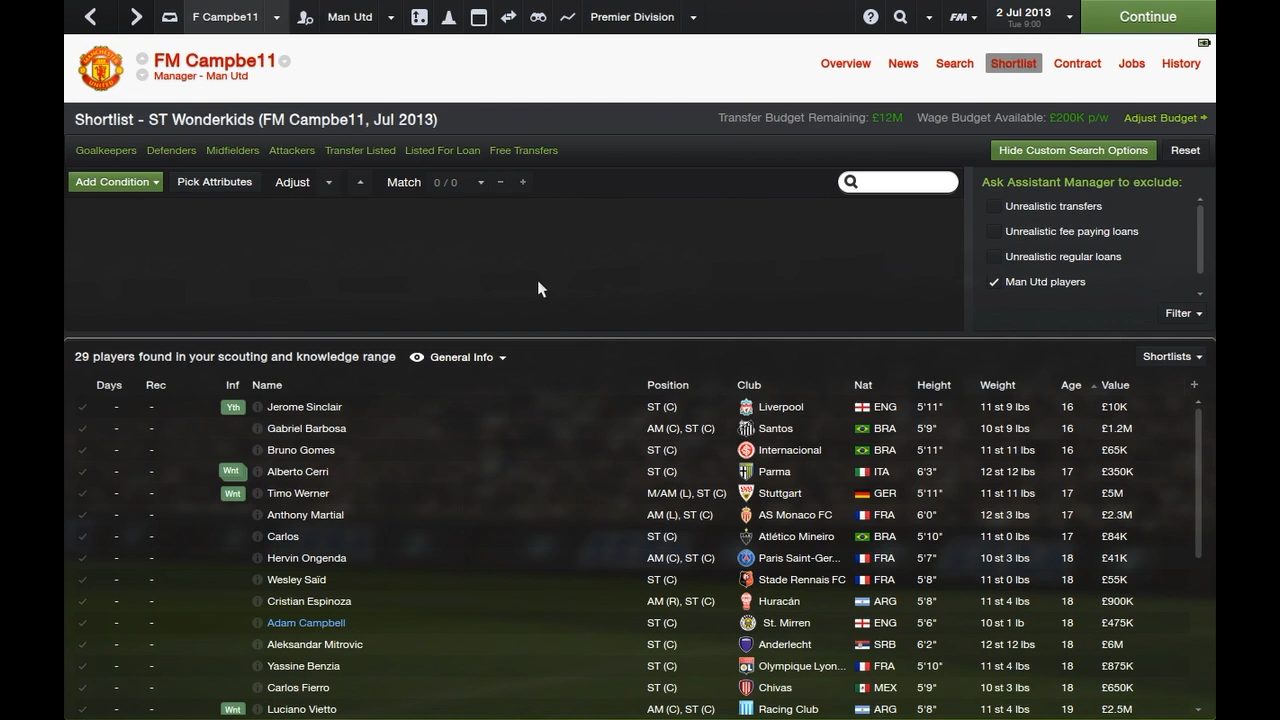 F Campbe11 Man Utd Premier Division FM 2 Jul 2013 Tue 9:00 Continue
FM Campbe11
Manager - Man Utd
Overview News Search Shortlist Contract Jobs History
Shortlist - ST Wonderkids (FM Campbe11, Jul 2013) Transfer Budget Remaining: £12M Wage Budget Available: £200K p/w Adjust Budget
Goalkeepers Defenders Midfielders Attackers Transfer Listed Listed For Loan Free Transfers Hide Custom Search Options Reset
Add Condition Pick Attributes Adjust Match 0 / 0 - +
Ask Assistant Manager to exclude:
Unrealistic transfers
Unrealistic fee paying loans
Unrealistic regular loans
Man Utd players
Filter
29 players found in your scouting and knowledge range General Info Shortlists
Days Rec Inf Name Position Club Nat Height Weight Age Value +
- - Yth Jerome Sinclair ST (C) Liverpool ENG 5'11" 11 st 9 lbs 16 £10K
- - Gabriel Barbosa AM (C), ST (C) Santos BRA 5'9" 10 st 9 lbs 16 £1.2M
- - Bruno Gomes ST (C) Internacional BRA 5'11" 11 st 11 lbs 16 £65K
- - Wnt Alberto Cerri ST (C) Parma ITA 6'3" 12 st 12 lbs 17 £350K
- - Wnt Timo Werner M/AM (L), ST (C) Stuttgart GER 5'11" 11 st 11 lbs 17 £5M
- - Anthony Martial AM (L), ST (C) AS Monaco FC FRA 6'0" 12 st 3 lbs 17 £2.3M
- - Carlos ST (C) Atlético Mineiro BRA 5'10" 11 st 0 lbs 17 £84K
- - Hervin Ongenda AM (C), ST (C) Paris Saint-Ger... FRA 5'7" 10 st 3 lbs 18 £41K
- - Wesley Saïd ST (C) Stade Rennais FC FRA 5'8" 11 st 0 lbs 18 £55K
- - Cristian Espinoza AM (R), ST (C) Huracán ARG 5'8" 11 st 4 lbs 18 £900K
- - Adam Campbell ST (C) St. Mirren ENG 5'6" 10 st 1 lb 18 £475K
- - Aleksandar Mitrovic ST (C) Anderlecht SRB 6'2" 12 st 12 lbs 18 £6M
- - Yassine Benzia ST (C) Olympique Lyon... FRA 5'10" 11 st 4 lbs 18 £875K
- - Carlos Fierro ST (C) Chivas MEX 5'9" 10 st 3 lbs 18 £650K
- - Wnt Luciano Vietto AM (C), ST (C) Racing Club ARG 5'8" 11 st 4 lbs 19 £2.5M